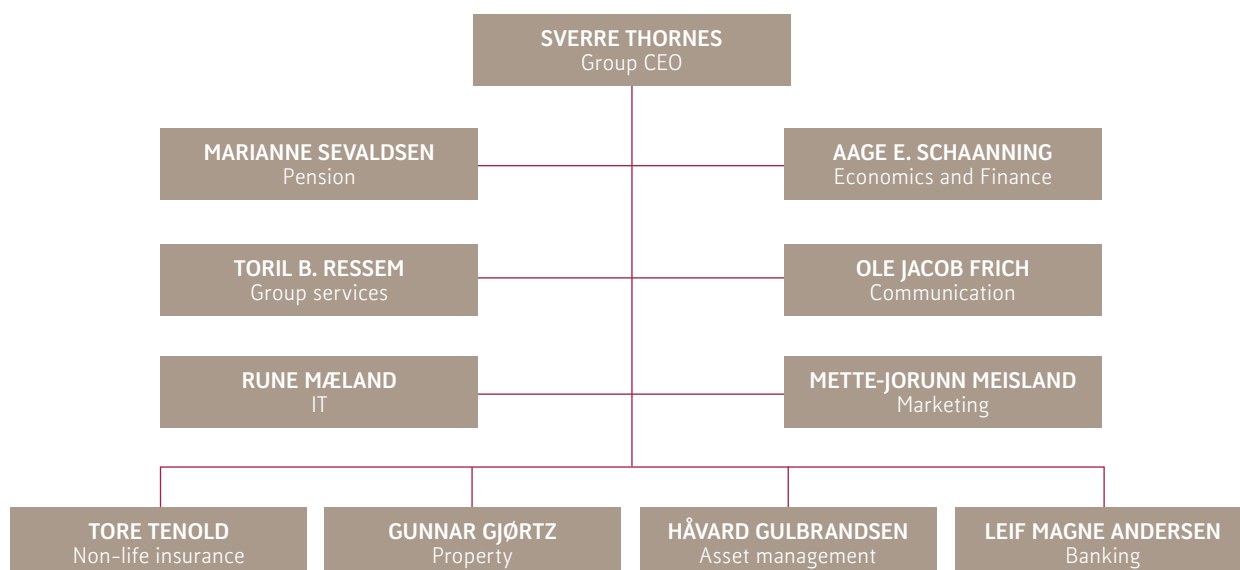 SVERRE THORNES
Group CEO
MARIANNE SEVALDSEN
Pension
AAGE E. SCHAANNING
Economics and Finance
TORIL B. RESSEM
Group services
OLE JACOB FRICH
Communication
RUNE MÆLAND
IT
METTE-JORUNN MEISLAND
Marketing
TORE TENOLD
Non-life insurance
GUNNAR GJØRTZ
Property
HÅVARD GULBRANDSEN
Asset management
LEIF MAGNE ANDERSEN
Banking